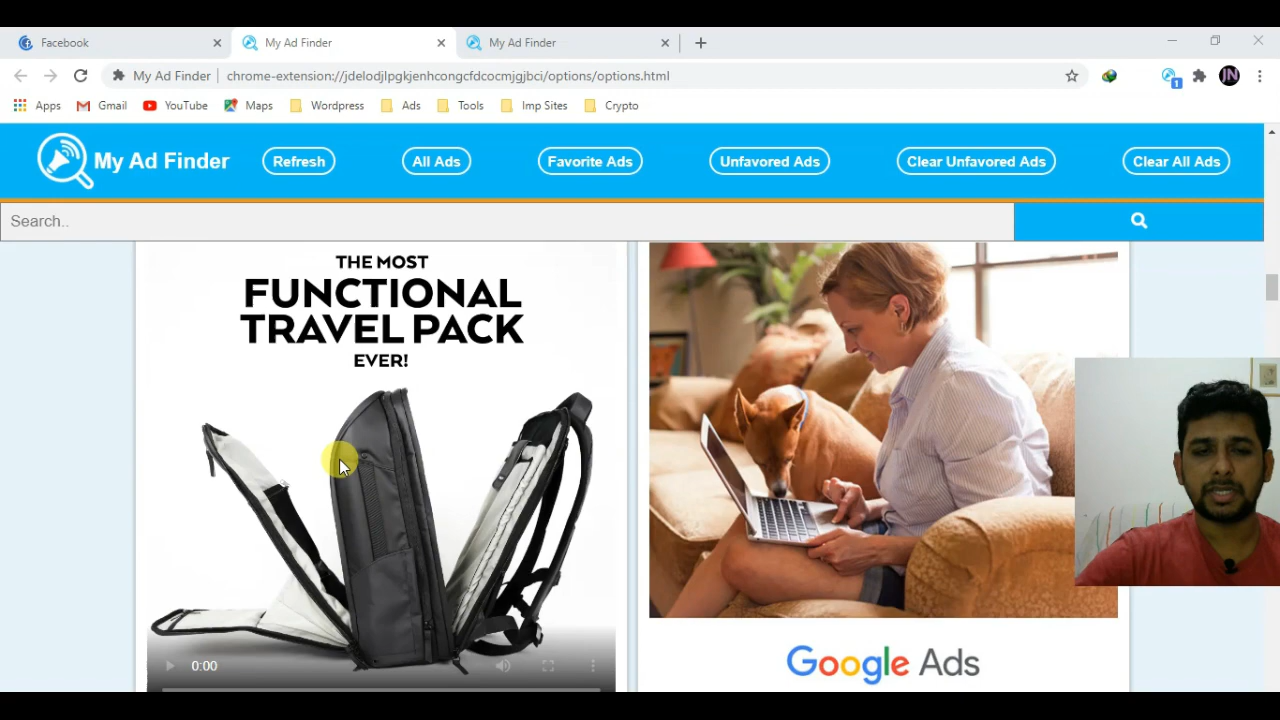 Facebook
My Ad Finder
My Ad Finder
My Ad Finder
chrome-extension://jdelodjlpgkjenhcongcfdcocmjgjbci/options/options.html
1
JN
Apps
Gmail
YouTube
Maps
Wordpress
Ads
Tools
Imp Sites
Crypto
My Ad Finder
Refresh
All Ads
Favorite Ads
Unfavored Ads
Clear Unfavored Ads
Clear All Ads
Search..
THE MOST
FUNCTIONAL
TRAVEL PACK
EVER!
0:00
Google Ads